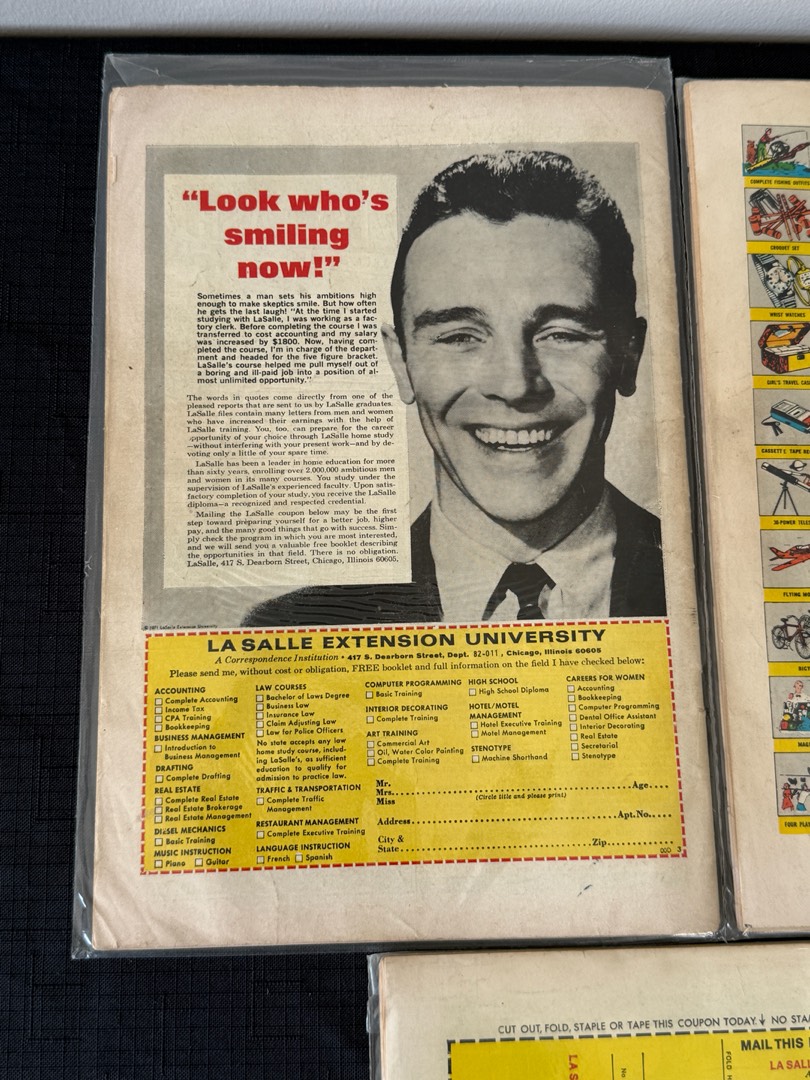 “Look who’s
smiling
now!”
Sometimes a man sets his ambitions high
enough to make skeptics smile. But how often
he gets the last laugh! “At the time I started
studying with LaSalle, I was working as a fac-
tory clerk. Before completing the course I was
transferred to cost accounting and my salary
was increased by $1800. Now, having com-
pleted the course, I’m in charge of the depart-
ment and headed for the five figure bracket.
LaSalle’s course helped me pull myself out of
a boring and ill-paid job into a position of al-
most unlimited opportunity.”
The words in quotes come directly from one of the
pleased reports that are sent to us by LaSalle graduates.
LaSalle files contain many letters from men and women
who have increased their earnings with the help of
LaSalle training. You, too, can prepare for the career
opportunity of your choice through LaSalle home study
—without interfering with your present work—and by de-
voting only a little of your spare time.
LaSalle has been a leader in home education for more
than sixty years, enrolling over 2,000,000 ambitious men
and women in its many courses. You study under the
supervision of LaSalle’s experienced faculty. Upon satis-
factory completion of your study, you receive the LaSalle
diploma—a recognized and respected credential.
Mailing the LaSalle coupon below may be the first
step toward preparing yourself for a better job, higher
pay, and the many good things that go with success. Sim-
ply check the program in which you are most interested,
and we will send you a valuable free booklet describing
the opportunities in that field. There is no obligation.
LaSalle, 417 S. Dearborn Street, Chicago, Illinois 60605.
© 1971 LaSalle Extension University
LA SALLE EXTENSION UNIVERSITY
A Correspondence Institution • 417 S. Dearborn Street, Dept. 82-011, Chicago, Illinois 60605
Please send me, without cost or obligation, FREE booklet and full information on the field I have checked below:
ACCOUNTING
Complete Accounting
Income Tax
CPA Training
Bookkeeping
BUSINESS MANAGEMENT
Introduction to
Business Management
DRAFTING
Complete Drafting
REAL ESTATE
Complete Real Estate
Real Estate Brokerage
Real Estate Management
DIESEL MECHANICS
Basic Training
MUSIC INSTRUCTION
Piano Guitar
LAW COURSES
Bachelor of Laws Degree
Business Law
Insurance Law
Claim Adjusting Law
Law for Police Officers
No state accepts any law
home study course, includ-
ing LaSalle’s, as sufficient
education to qualify for
admission to practice law.
TRAFFIC & TRANSPORTATION
Complete Traffic
Management
RESTAURANT MANAGEMENT
Complete Executive Training
LANGUAGE INSTRUCTION
French Spanish
COMPUTER PROGRAMMING
Basic Training
INTERIOR DECORATING
Complete Training
ART TRAINING
Commercial Art
Oil, Water Color Painting
Complete Training
HIGH SCHOOL
High School Diploma
HOTEL/MOTEL
MANAGEMENT
Hotel Executive Training
Motel Management
STENOTYPE
Machine Shorthand
CAREERS FOR WOMEN
Accounting
Bookkeeping
Computer Programming
Dental Office Assistant
Interior Decorating
Real Estate
Secretarial
Stenotype
Mr.
Mrs. Age
Miss
(Circle title and please print)
Address Apt. No.
City &
State Zip
3
COMPLETE FISHING OUTFITS
CROQUET SET
WRIST WATCHES
GIRL’S TRAVEL
CASSETTE TAPE
FLYING
CUT OUT, FOLD, STAPLE OR TAPE THIS COUPON TODAY. ↓ NO
MAIL THIS
LA
FOLD
No
LA